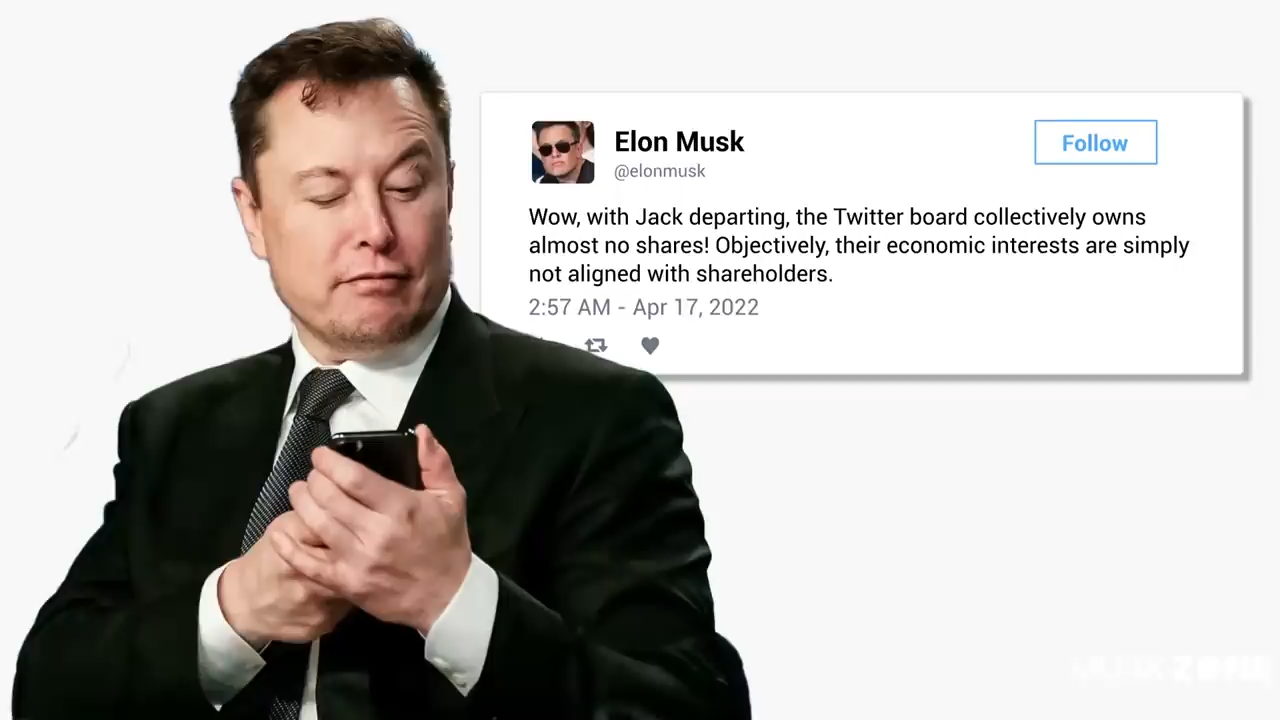 Elon Musk
Follow
@elonmusk
Wow, with Jack departing, the Twitter board collectively owns
almost no shares! Objectively, their economic interests are simply
not aligned with shareholders.
2:57 AM - Apr 17, 2022